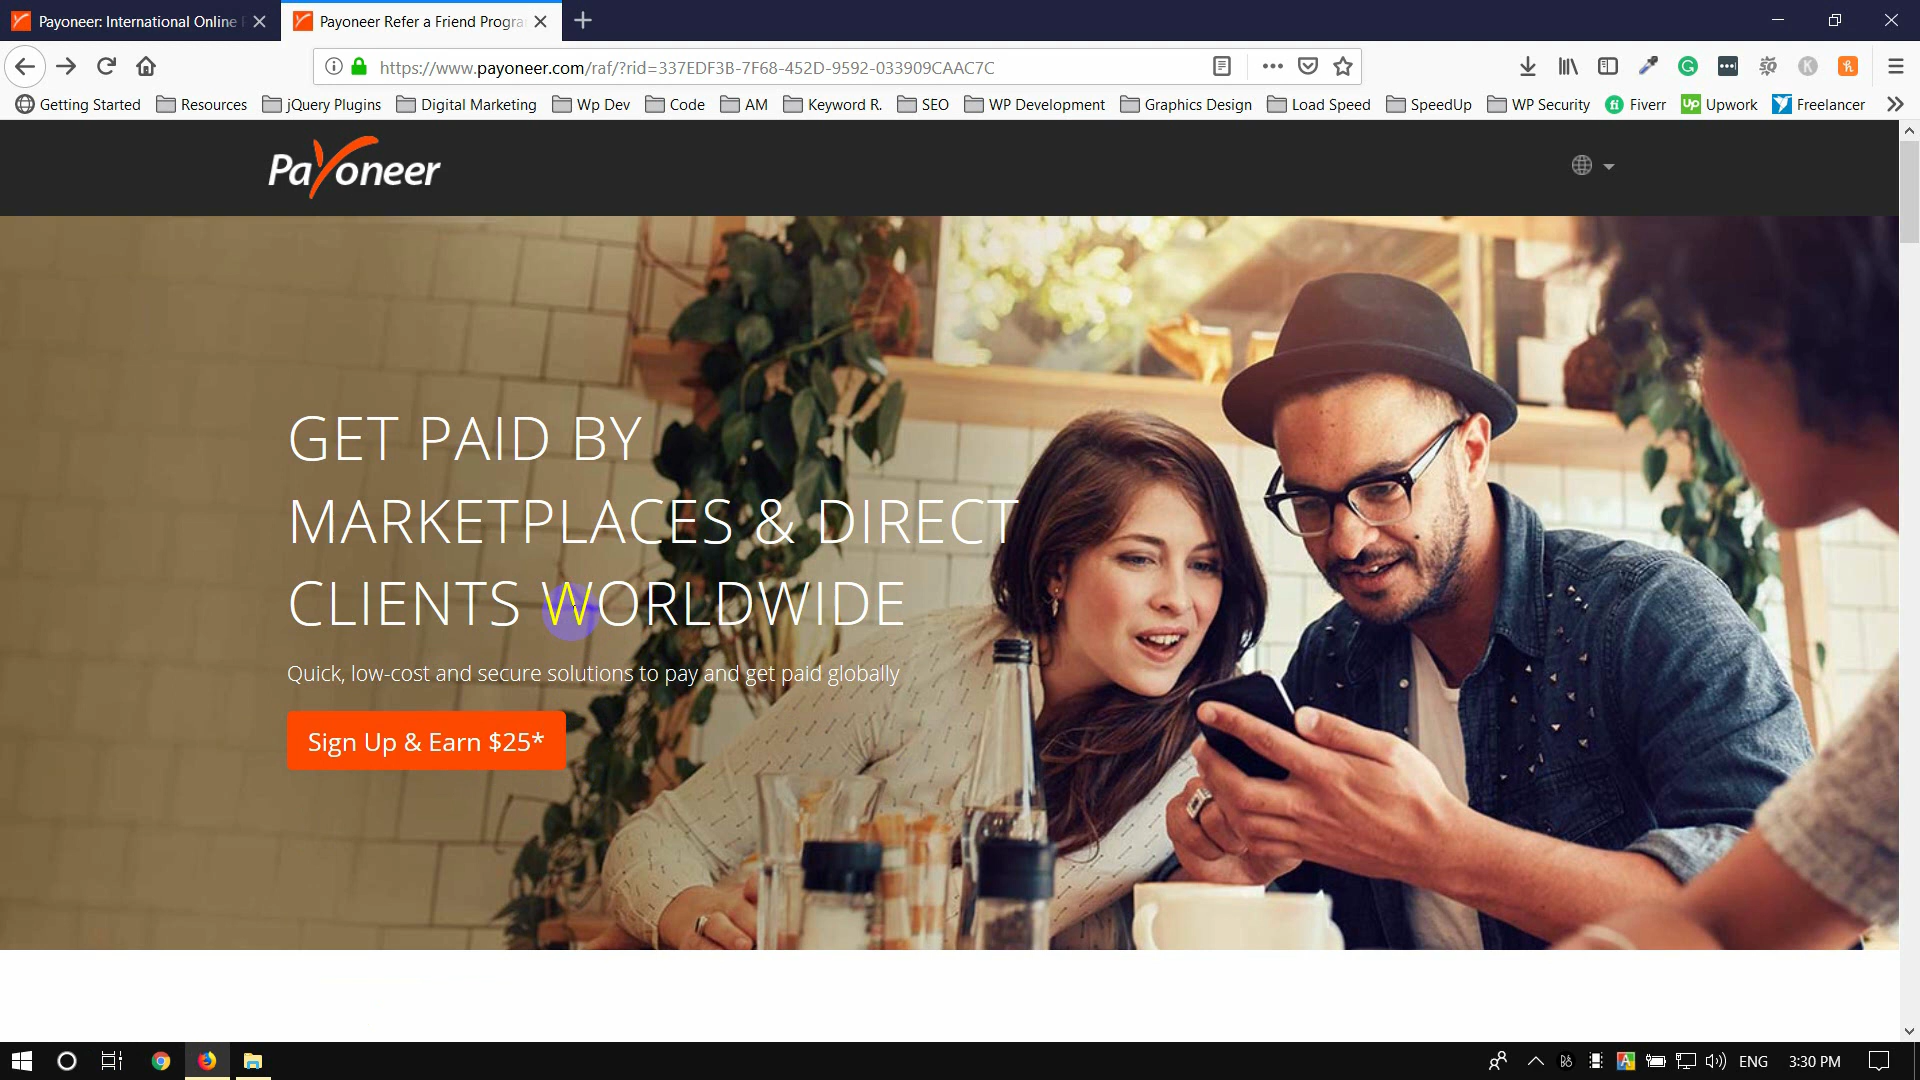 Payoneer: International Online
Payoneer Refer a Friend Progra
https://www.payoneer.com/raf/?rid=337EDF3B-7F68-452D-9592-033909CAAC7C
Getting Started Resources jQuery Plugins Digital Marketing Wp Dev Code AM Keyword R. SEO WP Development Graphics Design Load Speed SpeedUp WP Security fi Fiverr Up Upwork Freelancer
Payoneer
GET PAID BY
MARKETPLACES & DIRECT
CLIENTS WORLDWIDE
Quick, low-cost and secure solutions to pay and get paid globally
Sign Up & Earn $25*
ENG 3:30 PM